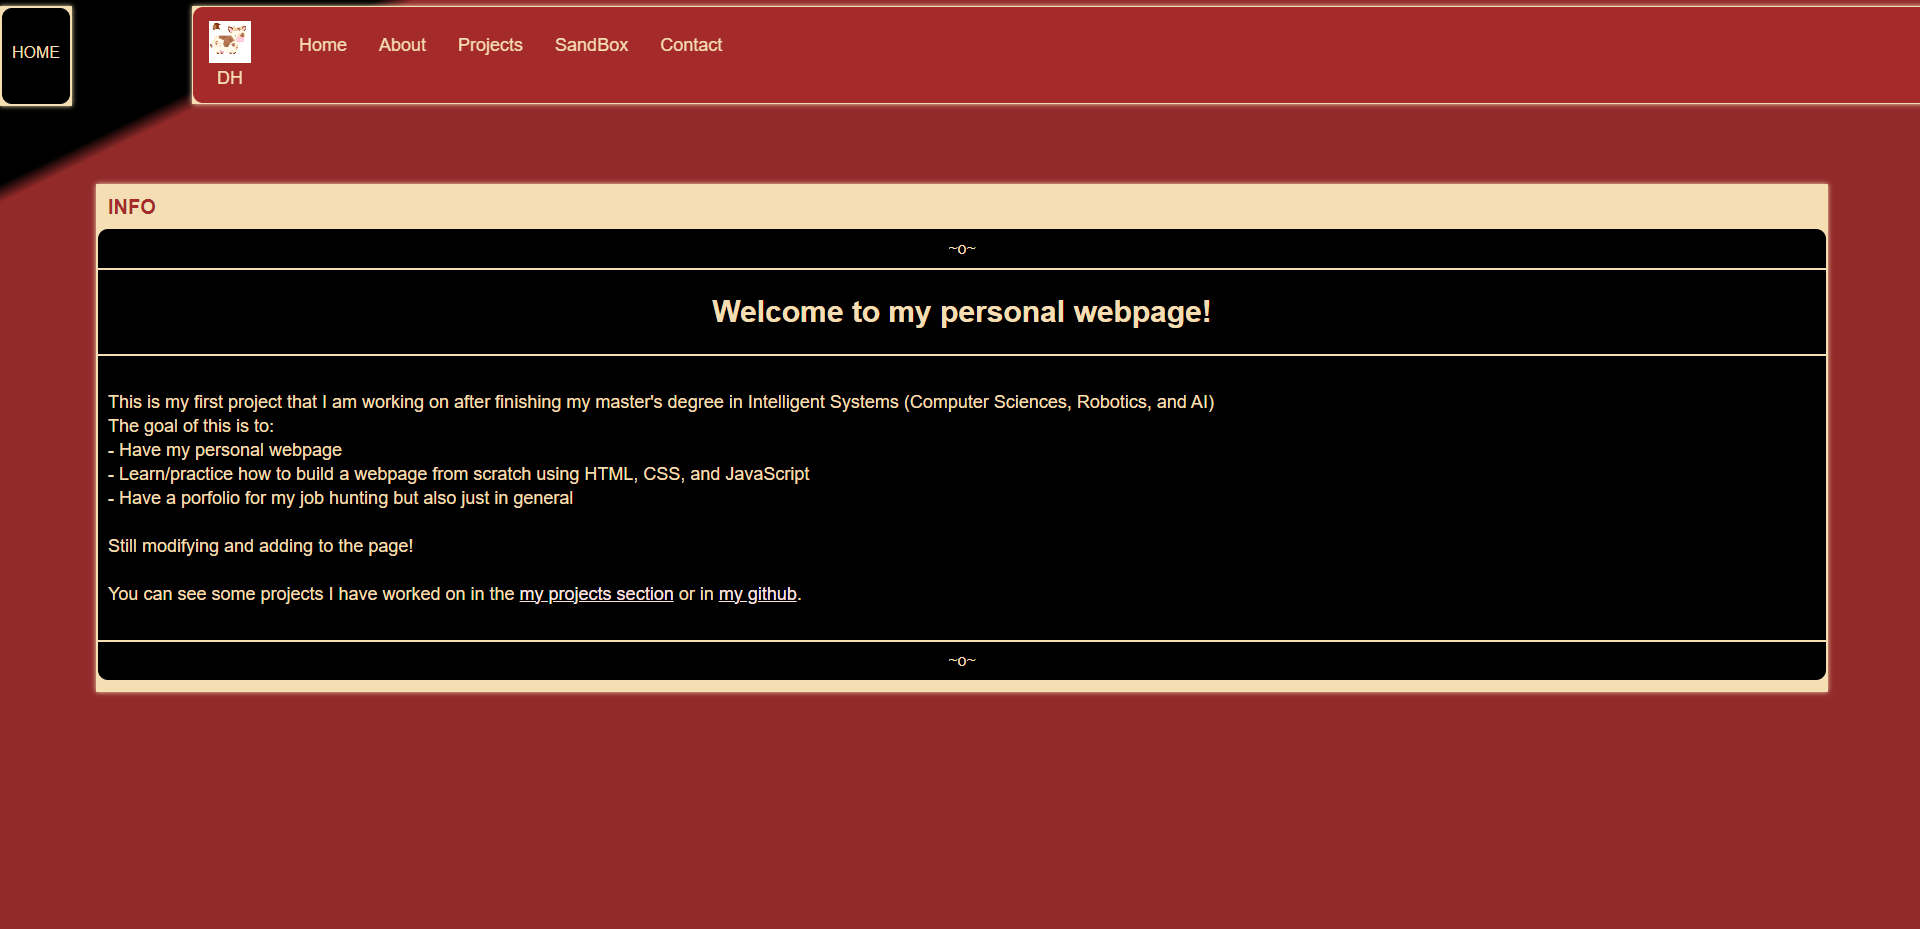 HOME
Home About Projects SandBox Contact
DH
INFO
~o~
Welcome to my personal webpage!
This is my first project that I am working on after finishing my master's degree in Intelligent Systems (Computer Sciences, Robotics, and AI)
The goal of this is to:
- Have my personal webpage
- Learn/practice how to build a webpage from scratch using HTML, CSS, and JavaScript
- Have a porfolio for my job hunting but also just in general
Still modifying and adding to the page!
You can see some projects I have worked on in the my projects section or in my github.
~o~